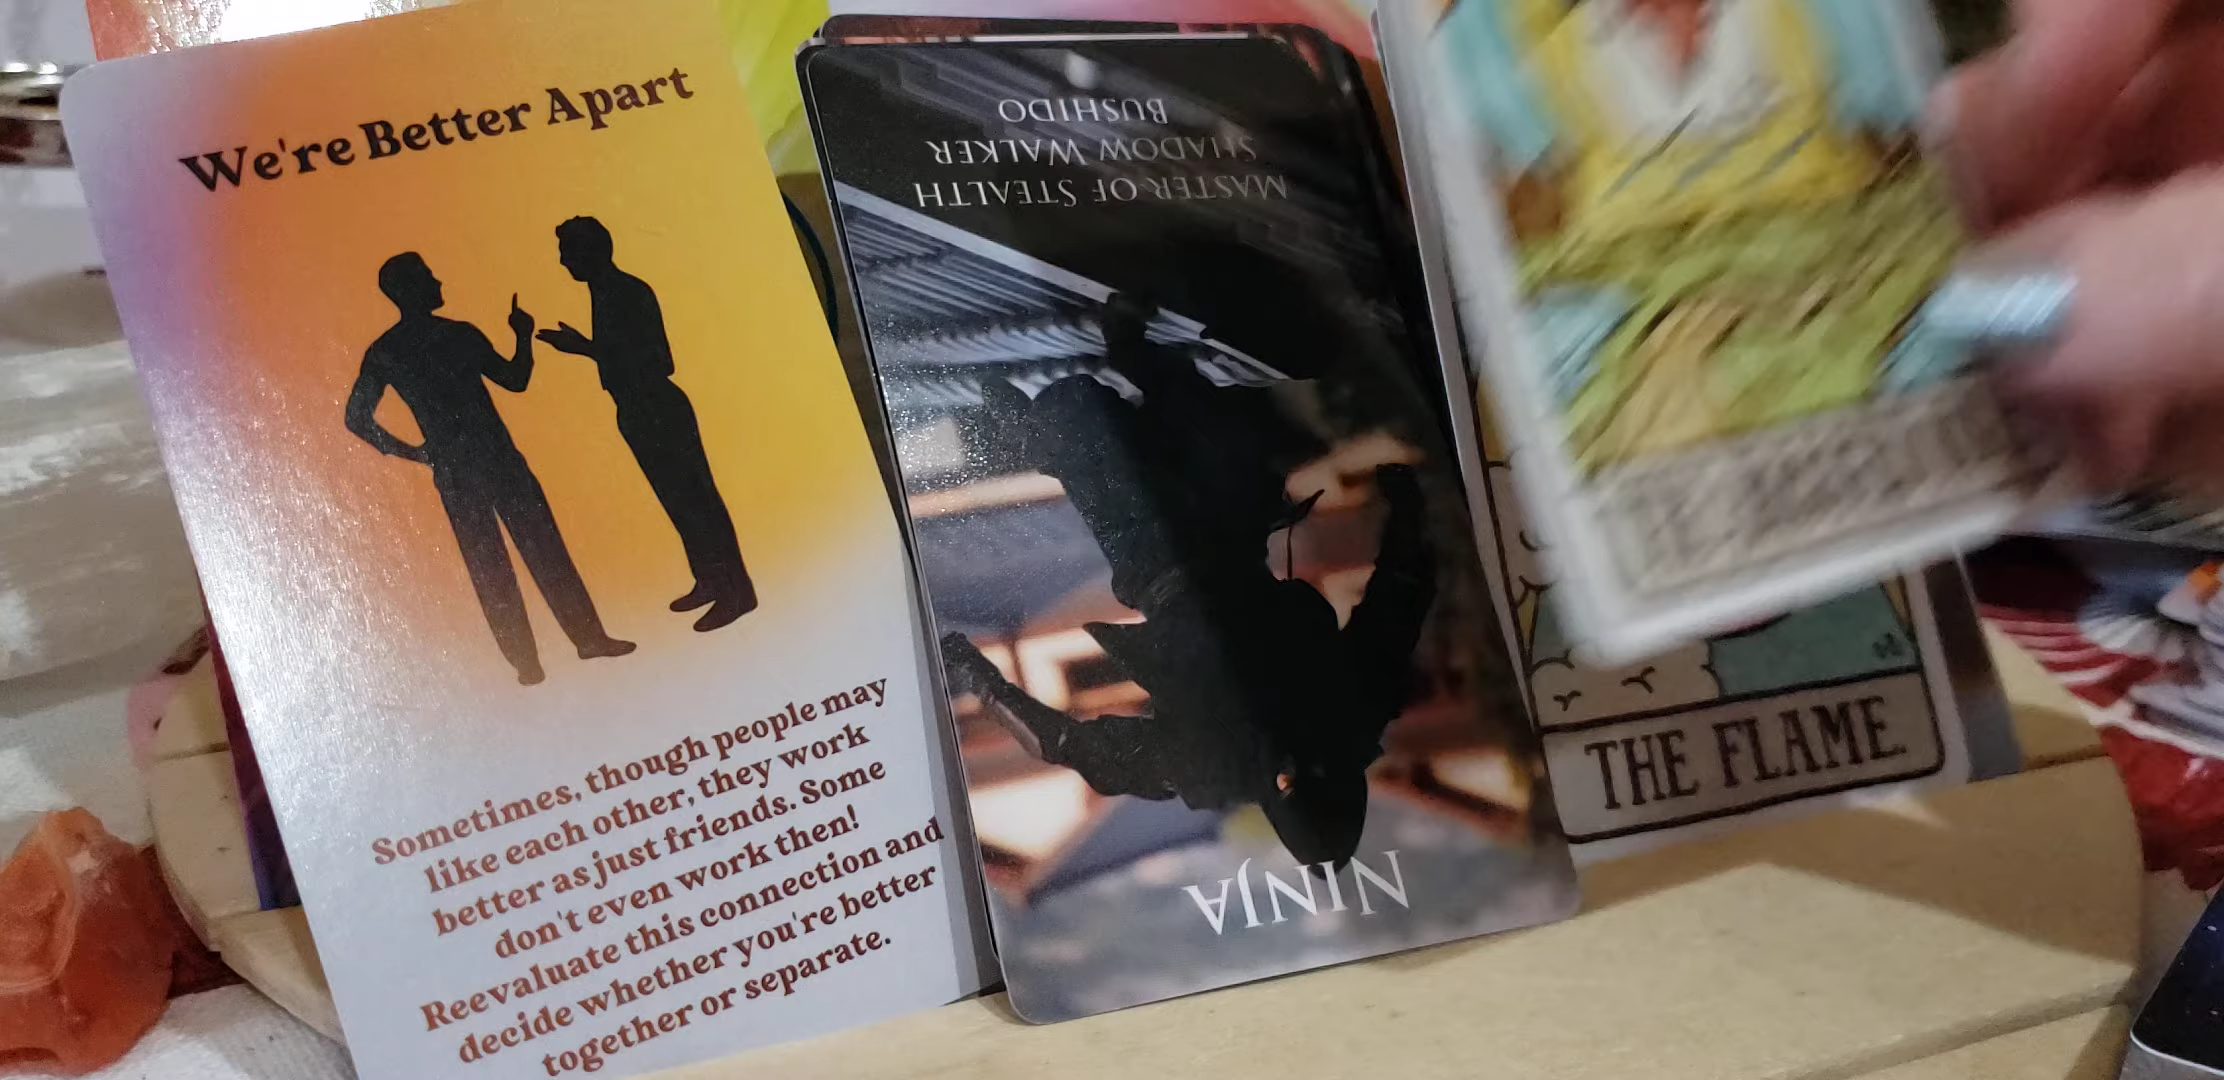 We're Better Apart
Sometimes, though people may
like each other, they work
better as just friends. Some
don't even work then!
Reevaluate this connection and
decide whether you're better
together or separate.
NINJA
MASTER OF STEALTH
SHADOW WALKER
BUSHIDO
THE FLAME.